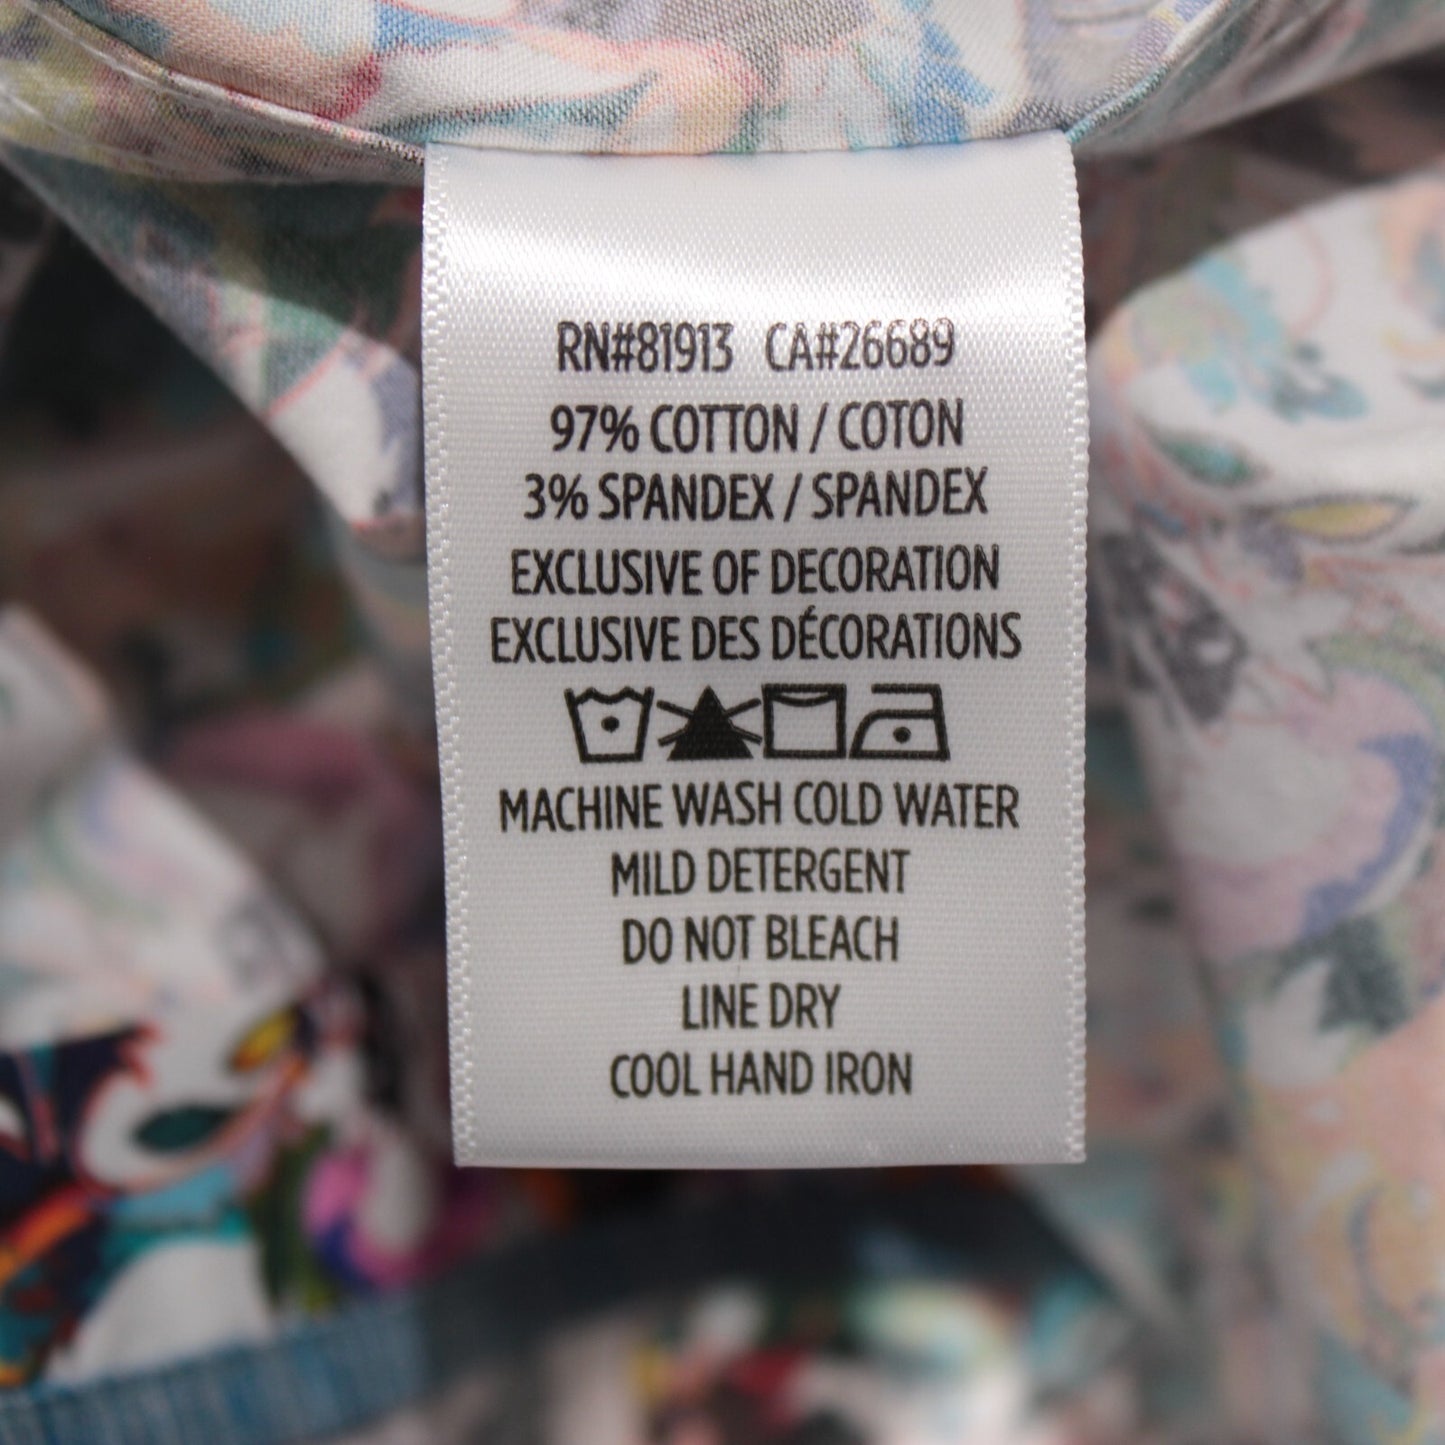 RN#81913 CA#26689
97% COTTON / COTON
3% SPANDEX / SPANDEX
EXCLUSIVE OF DECORATION
EXCLUSIVE DES DÉCORATIONS
MACHINE WASH COLD WATER
MILD DETERGENT
DO NOT BLEACH
LINE DRY
COOL HAND IRON